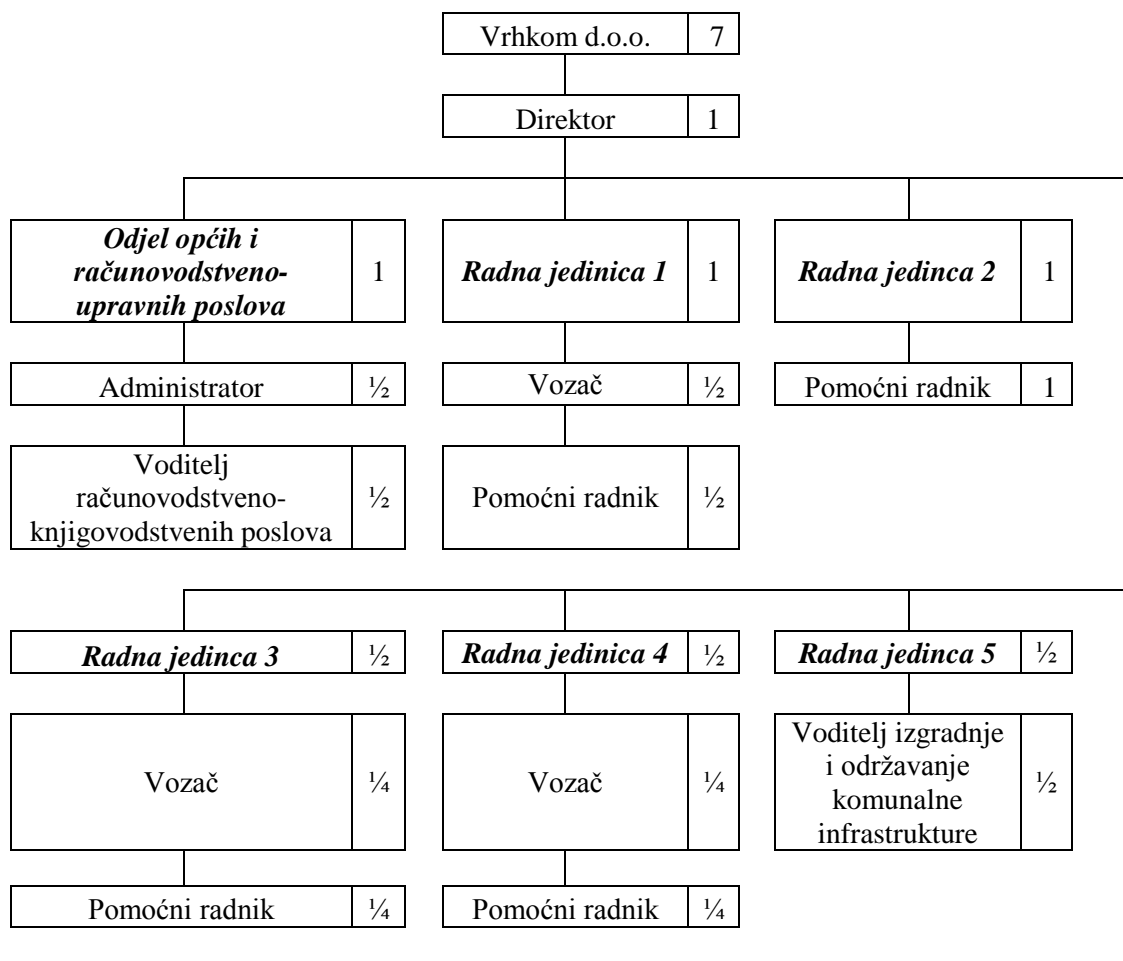 Vrhkom d.o.o. 7
Direktor 1
Odjel općih i
računovodstveno-
upravnih poslova
1
Radna jedinica 1 1
Radna jedinca 2 1
Administrator ½
Vozač ½
Pomoćni radnik 1
Voditelj
računovodstveno-
knjigovodstvenih poslova
½
Pomoćni radnik ½
Radna jedinca 3 ½
Radna jedinica 4 ½
Radna jedinca 5 ½
Vozač ¼
Vozač ¼
Voditelj izgradnje
i održavanje
komunalne
infrastrukture
½
Pomoćni radnik ¼
Pomoćni radnik ¼